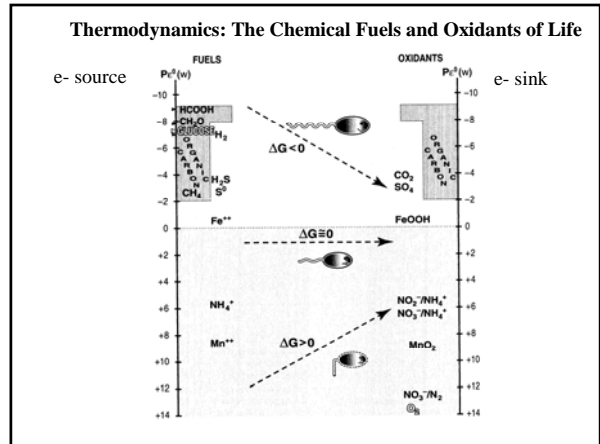 Thermodynamics: The Chemical Fuels and Oxidants of Life
FUELS
OXIDANTS
e- source
e- sink
Pε⁰(w)
Pε⁰(w)
−10
−10
HCOOH
−8
CH₂O
−8
GLUCOSE
H₂
−6
−6
ORGANIC
CARBON
ORGANIC
CARBON
ΔG<0
−4
−4
H₂S
CO₂
CH₄
S⁰
SO₄
−2
−2
Fe⁺⁺
FeOOH
0
0
ΔG≅0
+2
+2
+4
+4
NH₄⁺
NO₂⁻/NH₄⁺
+6
+6
NO₃⁻/NH₄⁺
ΔG>0
+8
Mn⁺⁺
MnO₂
+8
+10
+10
+12
+12
NO₃⁻/N₂
+14
+14